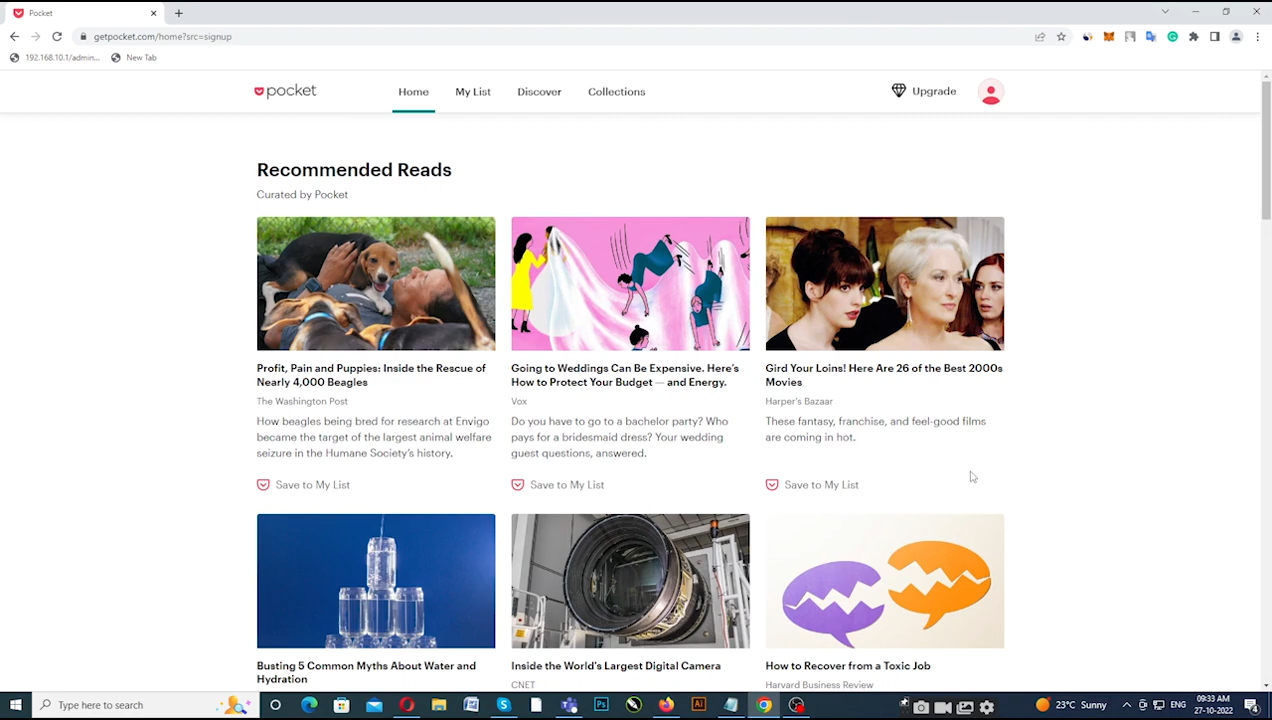 Pocket
getpocket.com/home?src=signup
192.168.10.1/admin...
New Tab
pocket
Home
My List
Discover
Collections
Upgrade
Recommended Reads
Curated by Pocket
Profit, Pain and Puppies: Inside the Rescue of
Nearly 4,000 Beagles
The Washington Post
How beagles being bred for research at Envigo
became the target of the largest animal welfare
seizure in the Humane Society's history.
Save to My List
Going to Weddings Can Be Expensive. Here's
How to Protect Your Budget — and Energy.
Vox
Do you have to go to a bachelor party? Who
pays for a bridesmaid dress? Your wedding
guest questions, answered.
Save to My List
Gird Your Loins! Here Are 26 of the Best 2000s
Movies
Harper's Bazaar
These fantasy, franchise, and feel-good films
are coming in hot.
Save to My List
Busting 5 Common Myths About Water and
Hydration
Inside the World's Largest Digital Camera
CNET
How to Recover from a Toxic Job
Harvard Business Review
Type here to search
23°C Sunny
ENG
09:33 AM
27-10-2022